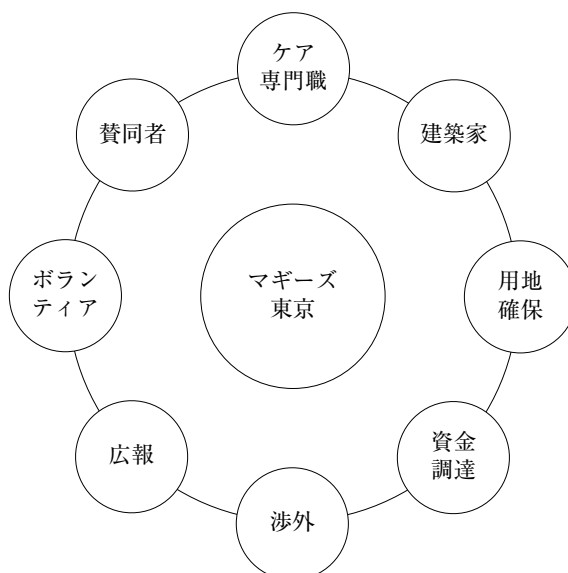 ケア
専門職
建築家
用地
確保
資金
調達
渉外
広報
ボラン
ティア
賛同者
マギーズ
東京